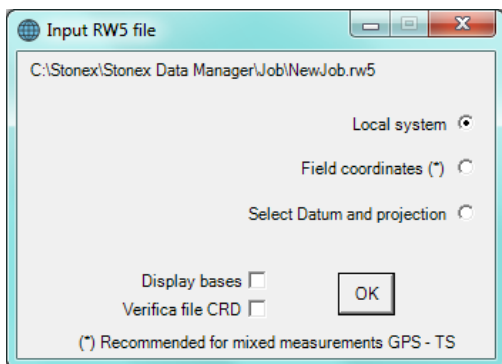 Input RW5 file
C:\Stonex\Stonex Data Manager\Job\NewJob.rw5
Local system
Field coordinates (*)
Select Datum and projection
Display bases
Verifica file CRD
OK
(*) Recommended for mixed measurements GPS - TS